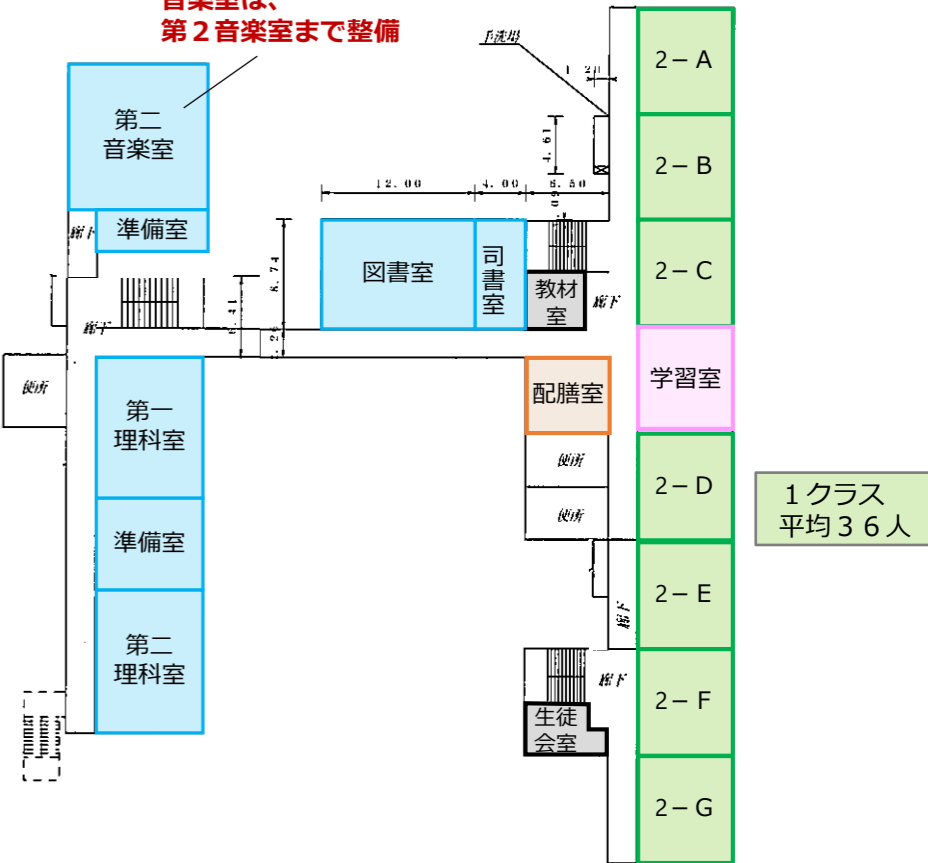 音楽室は、
第２音楽室まで整備
手洗場
2－A
第二
音楽室
4.61
2－B
12.00
4.00
6.50
準備室
廊下
8.74
図書室
司書室
教材
室
廊下
2－C
廊下
便所
第一
理科室
配膳室
学習室
便所
2－D
便所
１クラス
平均３６人
準備室
2－E
廊下
第二
理科室
廊下
2－F
生徒
会室
2－G